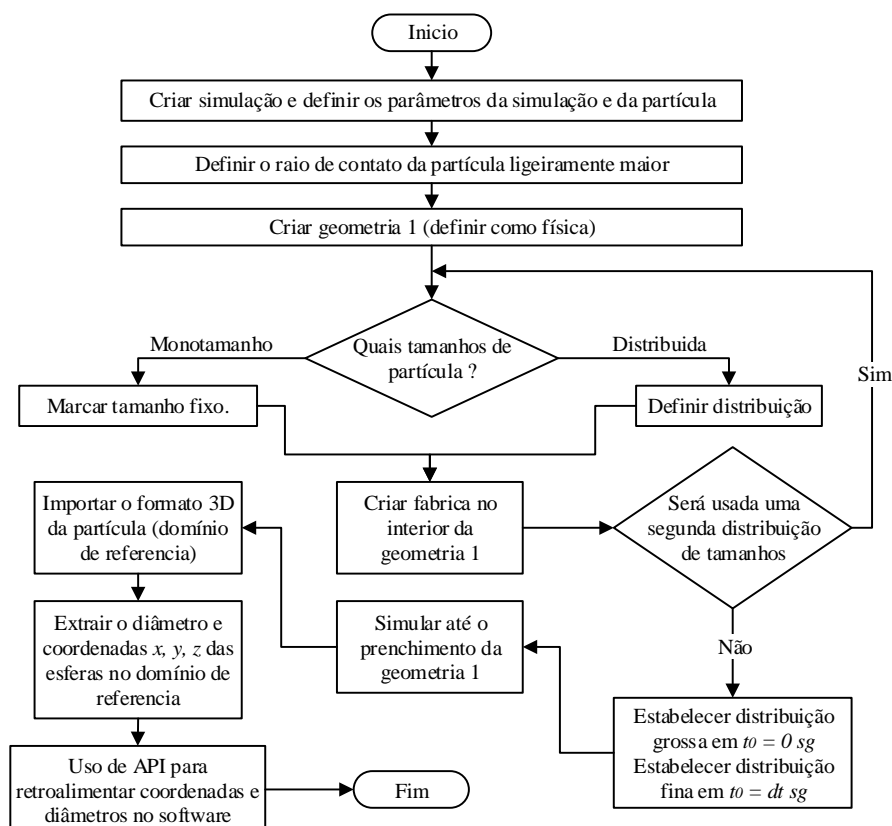 Inicio
Criar simulação e definir os parâmetros da simulação e da partícula
Definir o raio de contato da partícula ligeiramente maior
Criar geometria 1 (definir como física)
Monotamanho
Quais tamanhos de
partícula ?
Distribuida
Sim
Marcar tamanho fixo.
Definir distribuição
Importar o formato 3D
da partícula (domínio
de referencia)
Criar fabrica no
interior da
geometria 1
Será usada uma
segunda distribuição
de tamanhos
Extrair o diâmetro e
coordenadas x, y, z das
esferas no domínio de
referencia
Simular até o
prenchimento da
geometria 1
Não
Estabelecer distribuição
grossa em t0 = 0 sg
Estabelecer distribuição
fina em t0 = dt sg
Uso de API para
retroalimentar coordenadas e
diâmetros no software
Fim